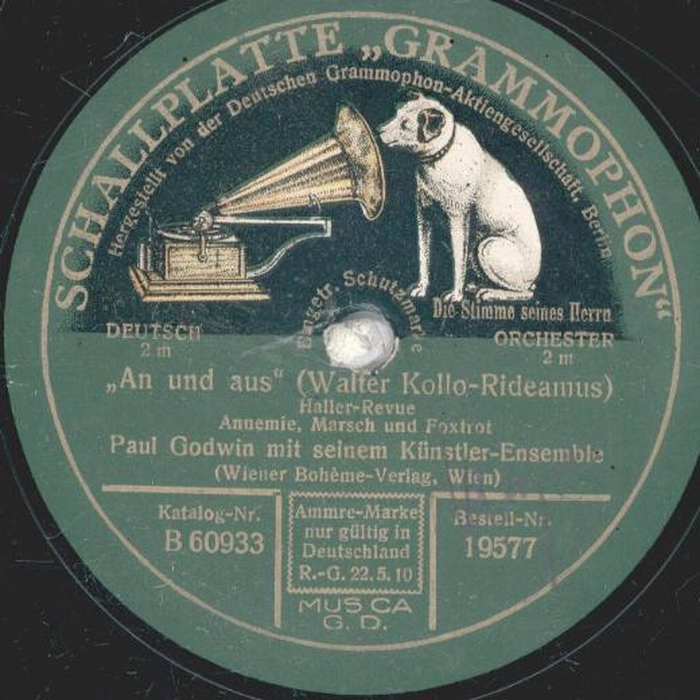 SCHALLPLATTE „GRAMMOPHON“
Hergestellt von der Deutschen Grammophon-Aktiengesellschaft, Berlin
Eingetr. Schutzmarke
Die Stimme seines Herrn
DEUTSCH
2 m
ORCHESTER
2 m
„An und aus“ (Walter Kollo-Rideamus)
Haller-Revue
Annemie, Marsch und Foxtrot
Paul Godwin mit seinem Künstler-Ensemble
(Wiener Bohème-Verlag, Wien)
Katalog-Nr.
B 60933
Ammre-Marke
nur gültig in
Deutschland
R.-G. 22.5.10
Bestell-Nr.
19577
MUSCA
G. D.